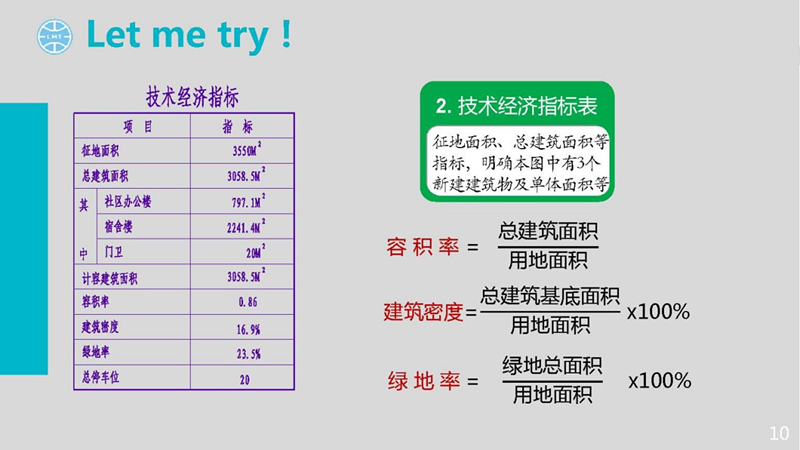 LMT
Let me try！
技术经济指标
项 目 指 标
征地面积 3550M²
总建筑面积 3058.5M²
其中
社区办公楼 797.1M²
宿舍楼 2241.4M²
门卫 20M²
计容建筑面积 3058.5M²
容积率 0.86
建筑密度 16.9%
绿地率 23.5%
总停车位 20
2. 技术经济指标表
征地面积、总建筑面积等
指标，明确本图中有3个
新建建筑物及单体面积等
容 积 率 = 总建筑面积
用地面积
建筑密度= 总建筑基底面积 x100%
用地面积
绿 地 率 = 绿地总面积 x100%
用地面积
10